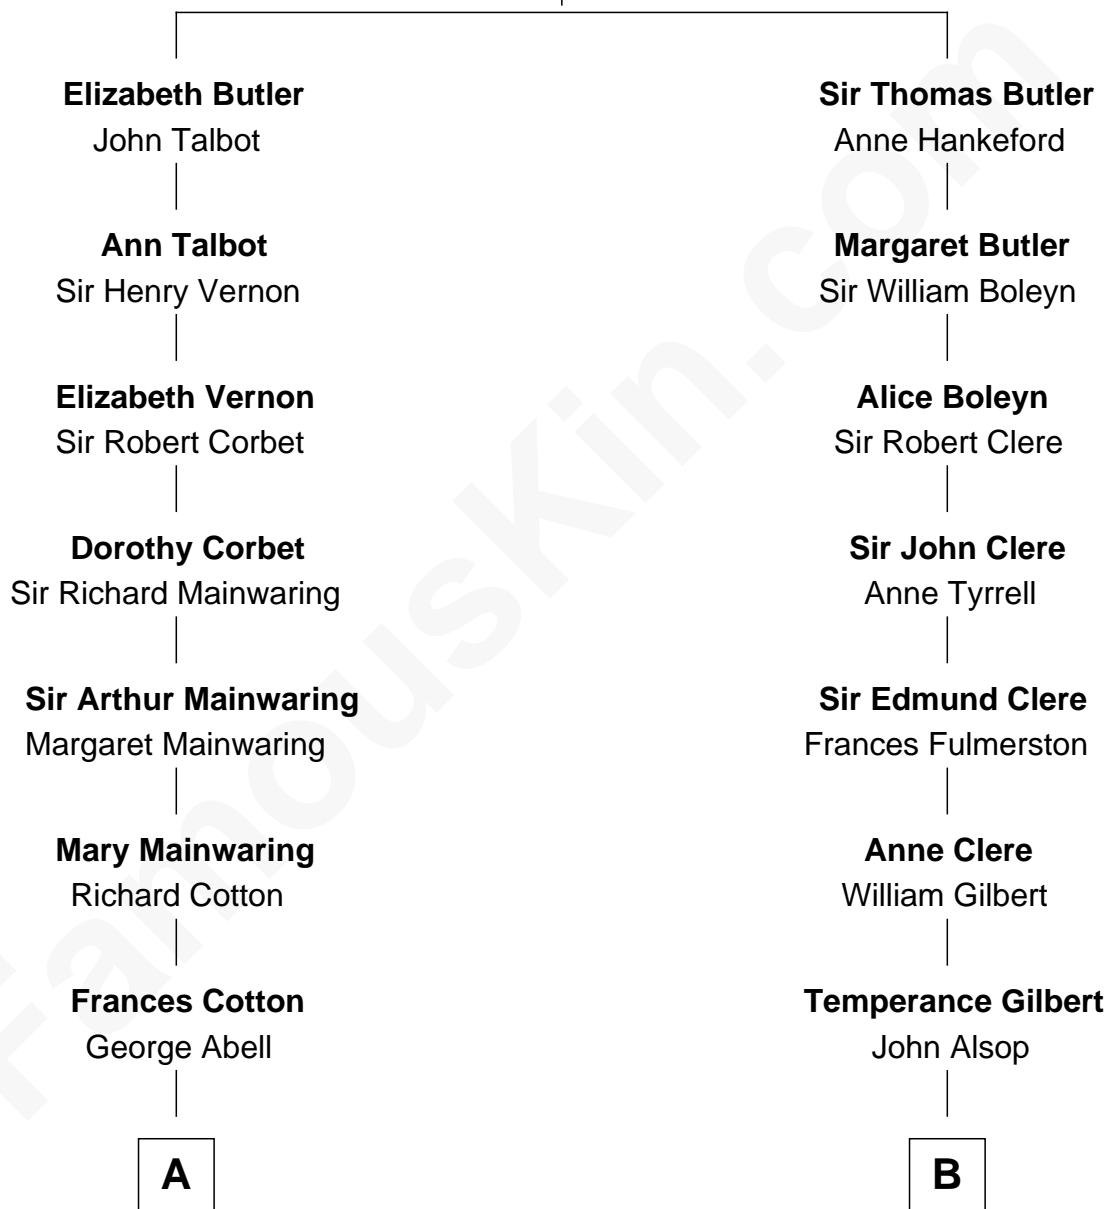 Elizabeth Butler
John Talbot
Ann Talbot
Sir Henry Vernon
Elizabeth Vernon
Sir Robert Corbet
Dorothy Corbet
Sir Richard Mainwaring
Sir Arthur Mainwaring
Margaret Mainwaring
Mary Mainwaring
Richard Cotton
Frances Cotton
George Abell
A
Sir Thomas Butler
Anne Hankeford
Margaret Butler
Sir William Boleyn
Alice Boleyn
Sir Robert Clere
Sir John Clere
Anne Tyrrell
Sir Edmund Clere
Frances Fulmerston
Anne Clere
William Gilbert
Temperance Gilbert
John Alsop
B
FamousKin.com